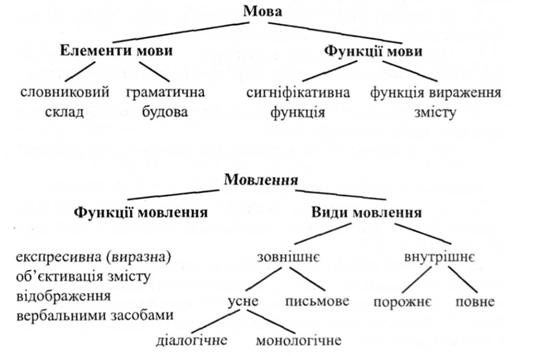 Мова
Елементи мови Функції мови
словниковий граматична сигніфікативна функція вираження
склад будова функція змісту
Мовлення
Функції мовлення Види мовлення
експресивна (виразна) зовнішнє внутрішнє
об’єктивація змісту
відображення усне письмове порожнє повне
вербальними засобами
діалогічне монологічне